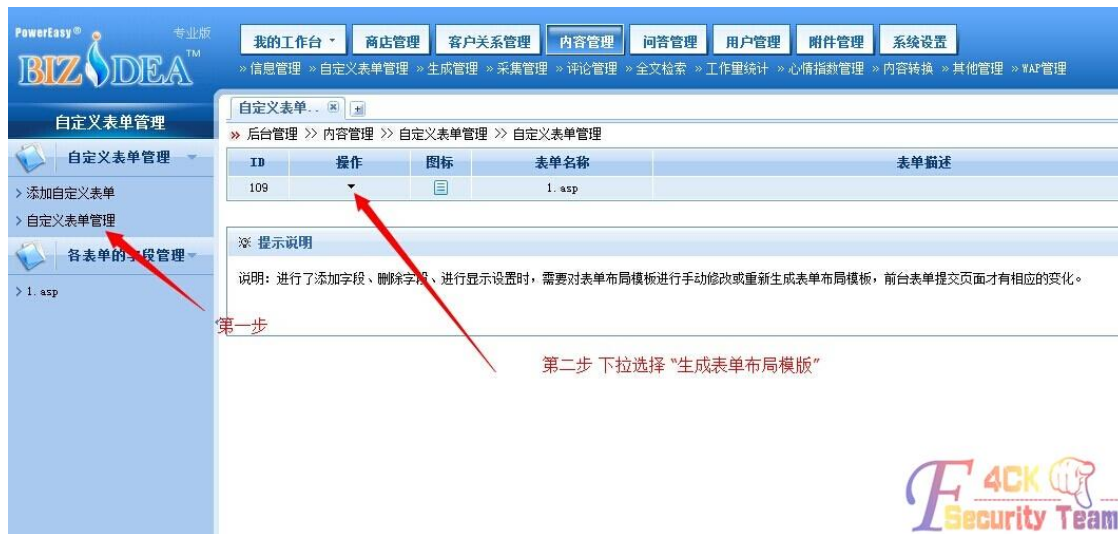 PowerEasy® 专业版
BIZIDEA™
我的工作台 商店管理 客户关系管理 内容管理 问答管理 用户管理 附件管理 系统设置
» 信息管理 » 自定义表单管理 » 生成管理 » 采集管理 » 评论管理 » 全文检索 » 工作量统计 » 心情指数管理 » 内容转换 » 其他管理 » WAP管理
自定义表单管理
自定义表单管理
> 添加自定义表单
> 自定义表单管理
各表单的字段管理
> 1.asp
自定义表单..
» 后台管理 >> 内容管理 >> 自定义表单管理 >> 自定义表单管理
ID 操作 图标 表单名称 表单描述
109 1.asp
提示说明
说明：进行了添加字段、删除字段、进行显示设置时，需要对表单布局模板进行手动修改或重新生成表单布局模板，前台表单提交页面才有相应的变化。
第一步
第二步 下拉选择 “生成表单布局模版”
F4CK
Security Team